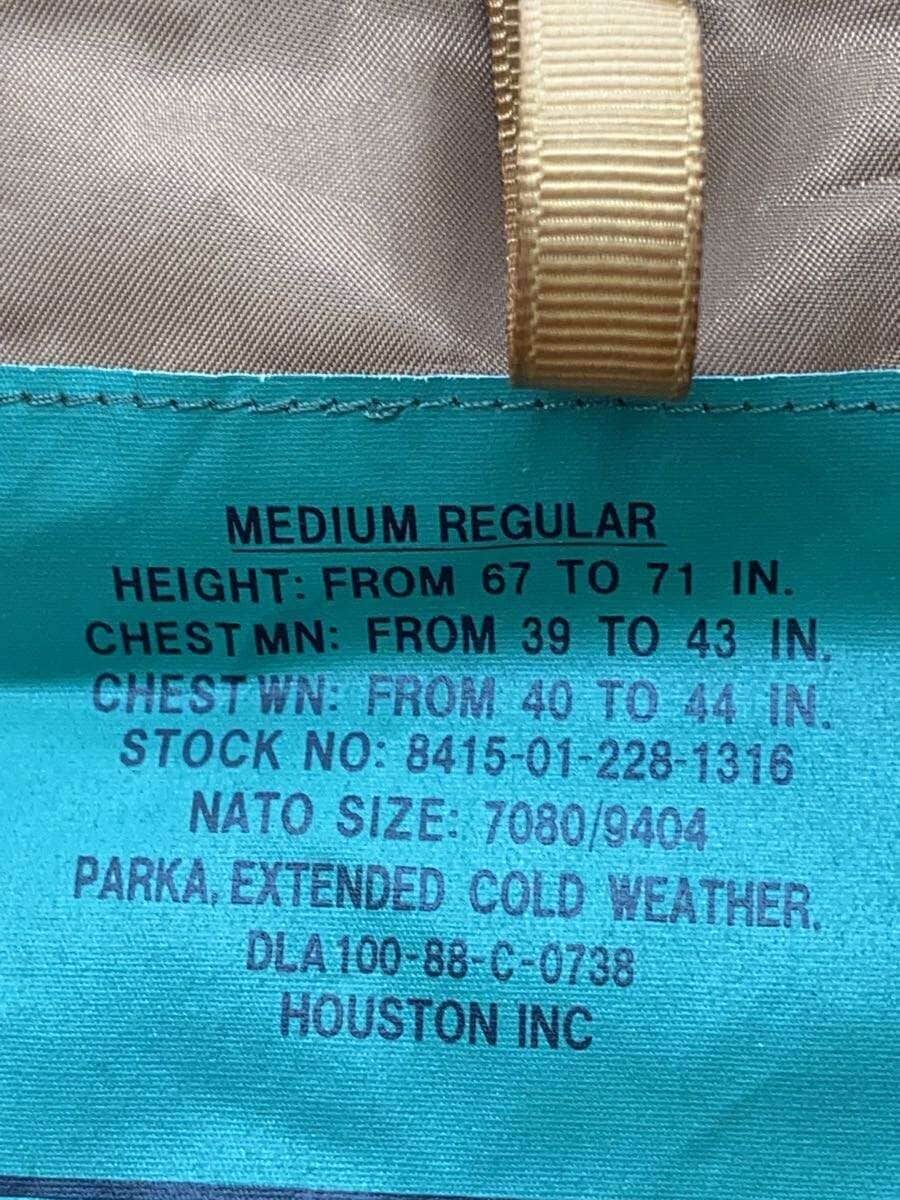 MEDIUM REGULAR
HEIGHT: FROM 67 TO 71 IN.
CHEST MN: FROM 39 TO 43 IN.
CHEST WN: FROM 40 TO 44 IN.
STOCK NO: 8415-01-228-1316
NATO SIZE: 7080/9404
PARKA, EXTENDED COLD WEATHER.
DLA100-88-C-0738
HOUSTON INC